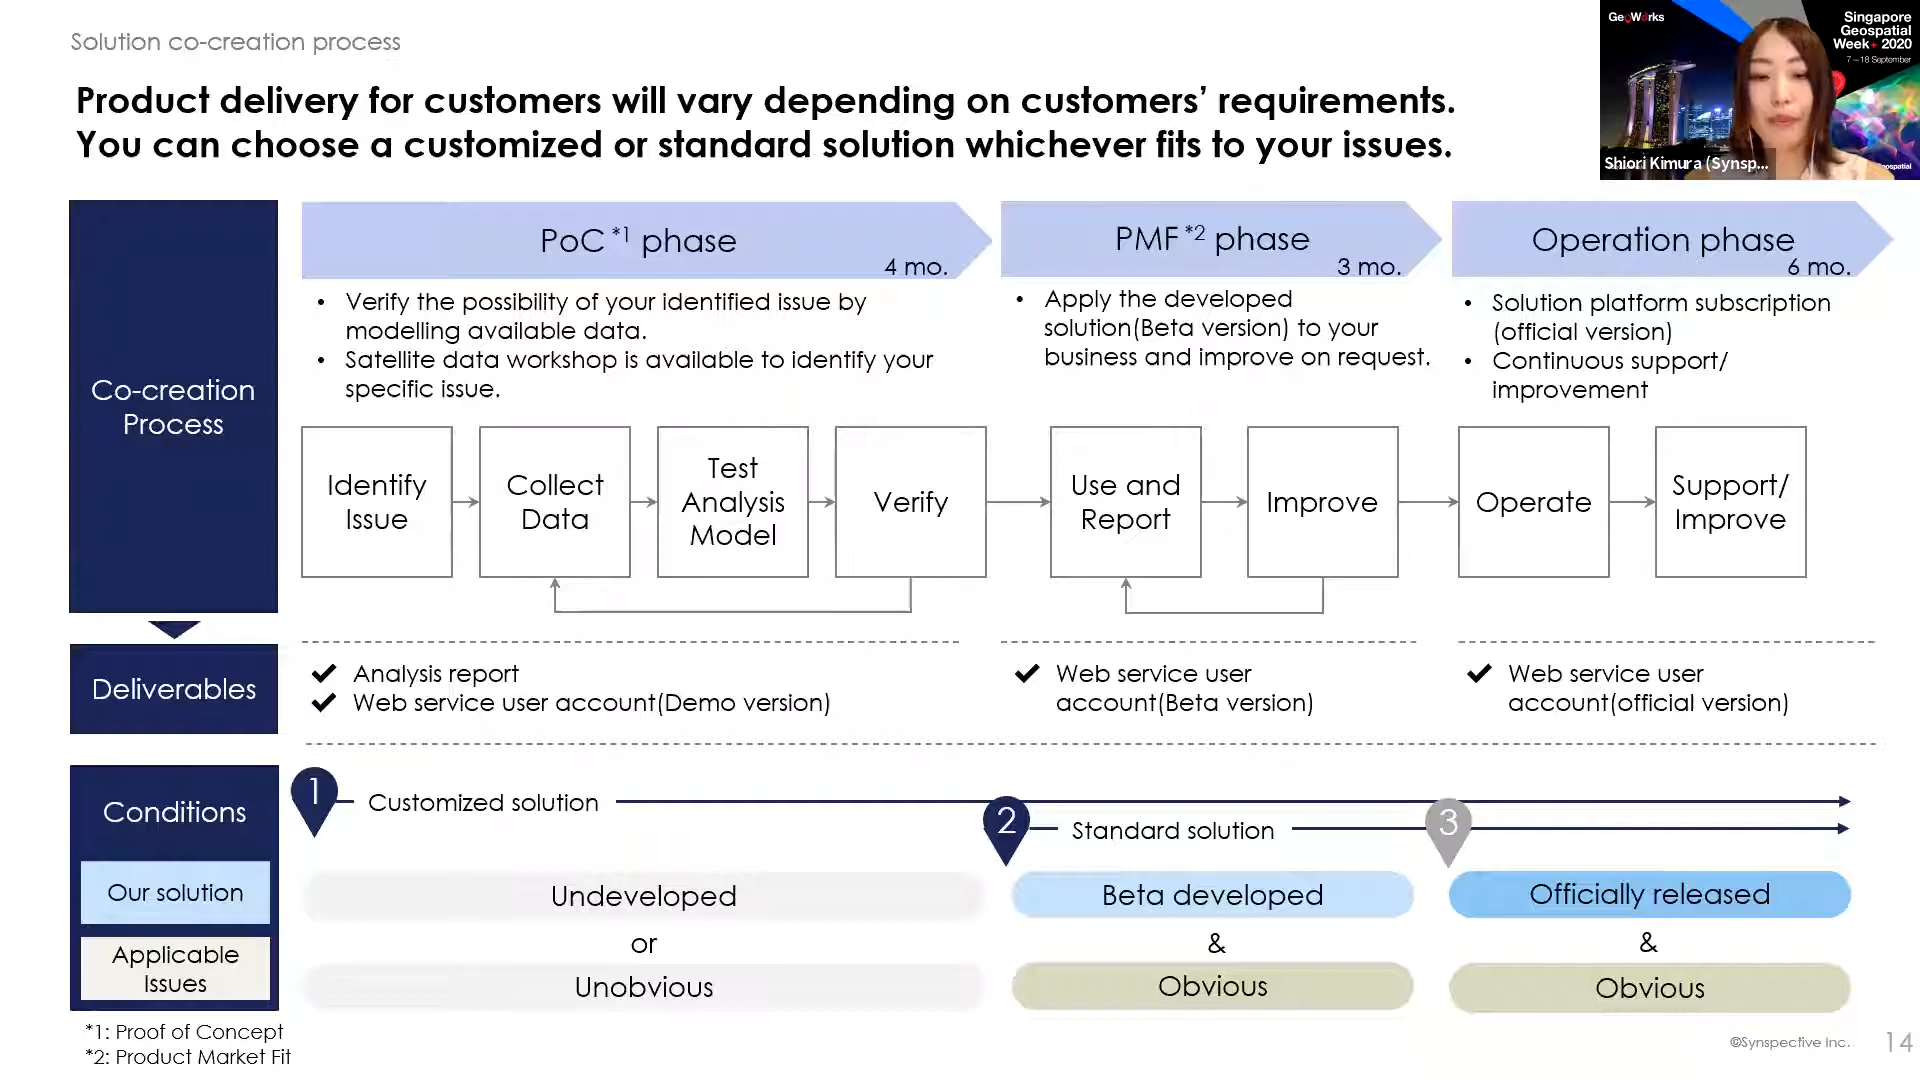 Solution co-creation process
Product delivery for customers will vary depending on customers’ requirements.
You can choose a customized or standard solution whichever fits to your issues.
GeoWorks
Singapore
Geospatial
Week+ 2020
7 – 18 September
Shiori Kimura (Synsp...
ospatial
Co-creation
Process
PoC *1 phase
4 mo.
• Verify the possibility of your identified issue by
modelling available data.
• Satellite data workshop is available to identify your
specific issue.
PMF *2 phase
3 mo.
• Apply the developed
solution(Beta version) to your
business and improve on request.
Operation phase
6 mo.
• Solution platform subscription
(official version)
• Continuous support/
improvement
Identify
Issue
Collect
Data
Test
Analysis
Model
Verify
Use and
Report
Improve
Operate
Support/
Improve
Deliverables
✔ Analysis report
✔ Web service user account(Demo version)
✔ Web service user
account(Beta version)
✔ Web service user
account(official version)
Conditions
1 Customized solution
2 Standard solution
3
Our solution
Undeveloped
Beta developed
Officially released
or
&
&
Applicable
Issues
Unobvious
Obvious
Obvious
*1: Proof of Concept
*2: Product Market Fit
©Synspective Inc.
14